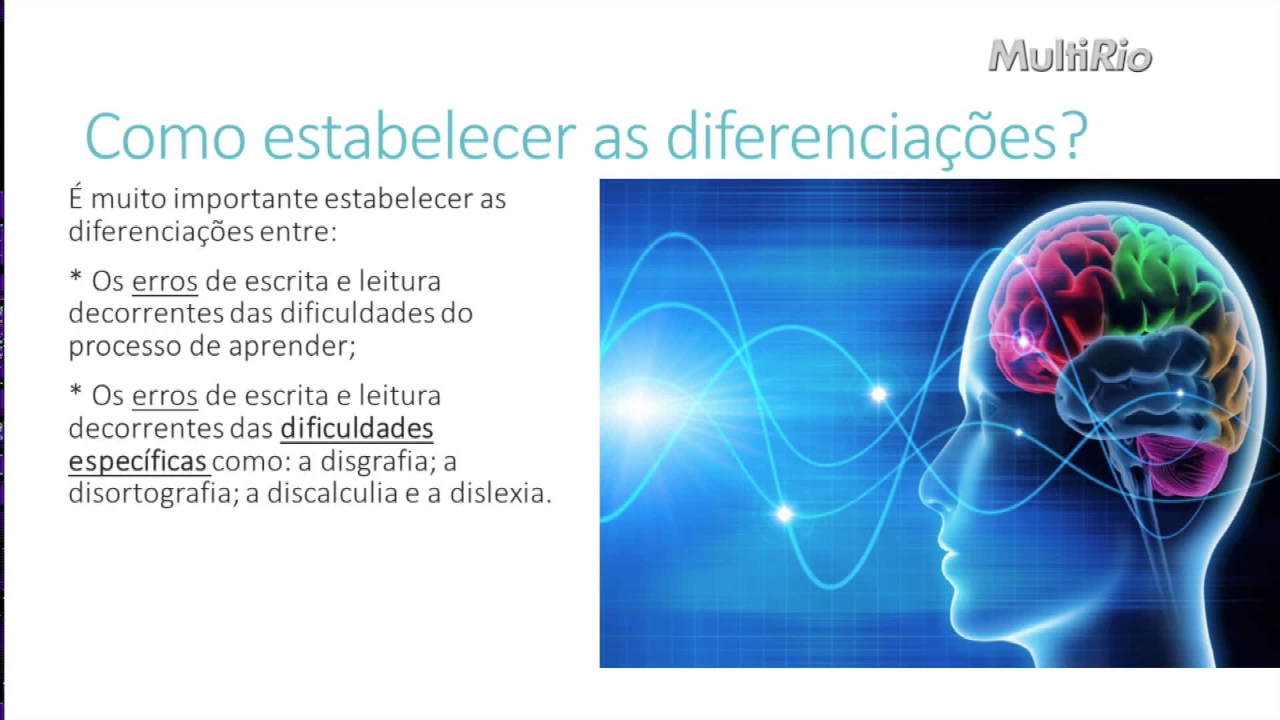 MultiRio
Como estabelecer as diferenciações?
É muito importante estabelecer as
diferenciações entre:
* Os erros de escrita e leitura
decorrentes das dificuldades do
processo de aprender;
* Os erros de escrita e leitura
decorrentes das dificuldades
específicas como: a disgrafia; a
disortografia; a discalculia e a dislexia.